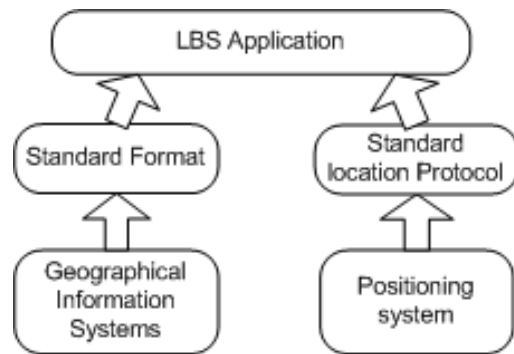 LBS Application
Standard Format
Standard
location Protocol
Geographical
Information
Systems
Positioning
system